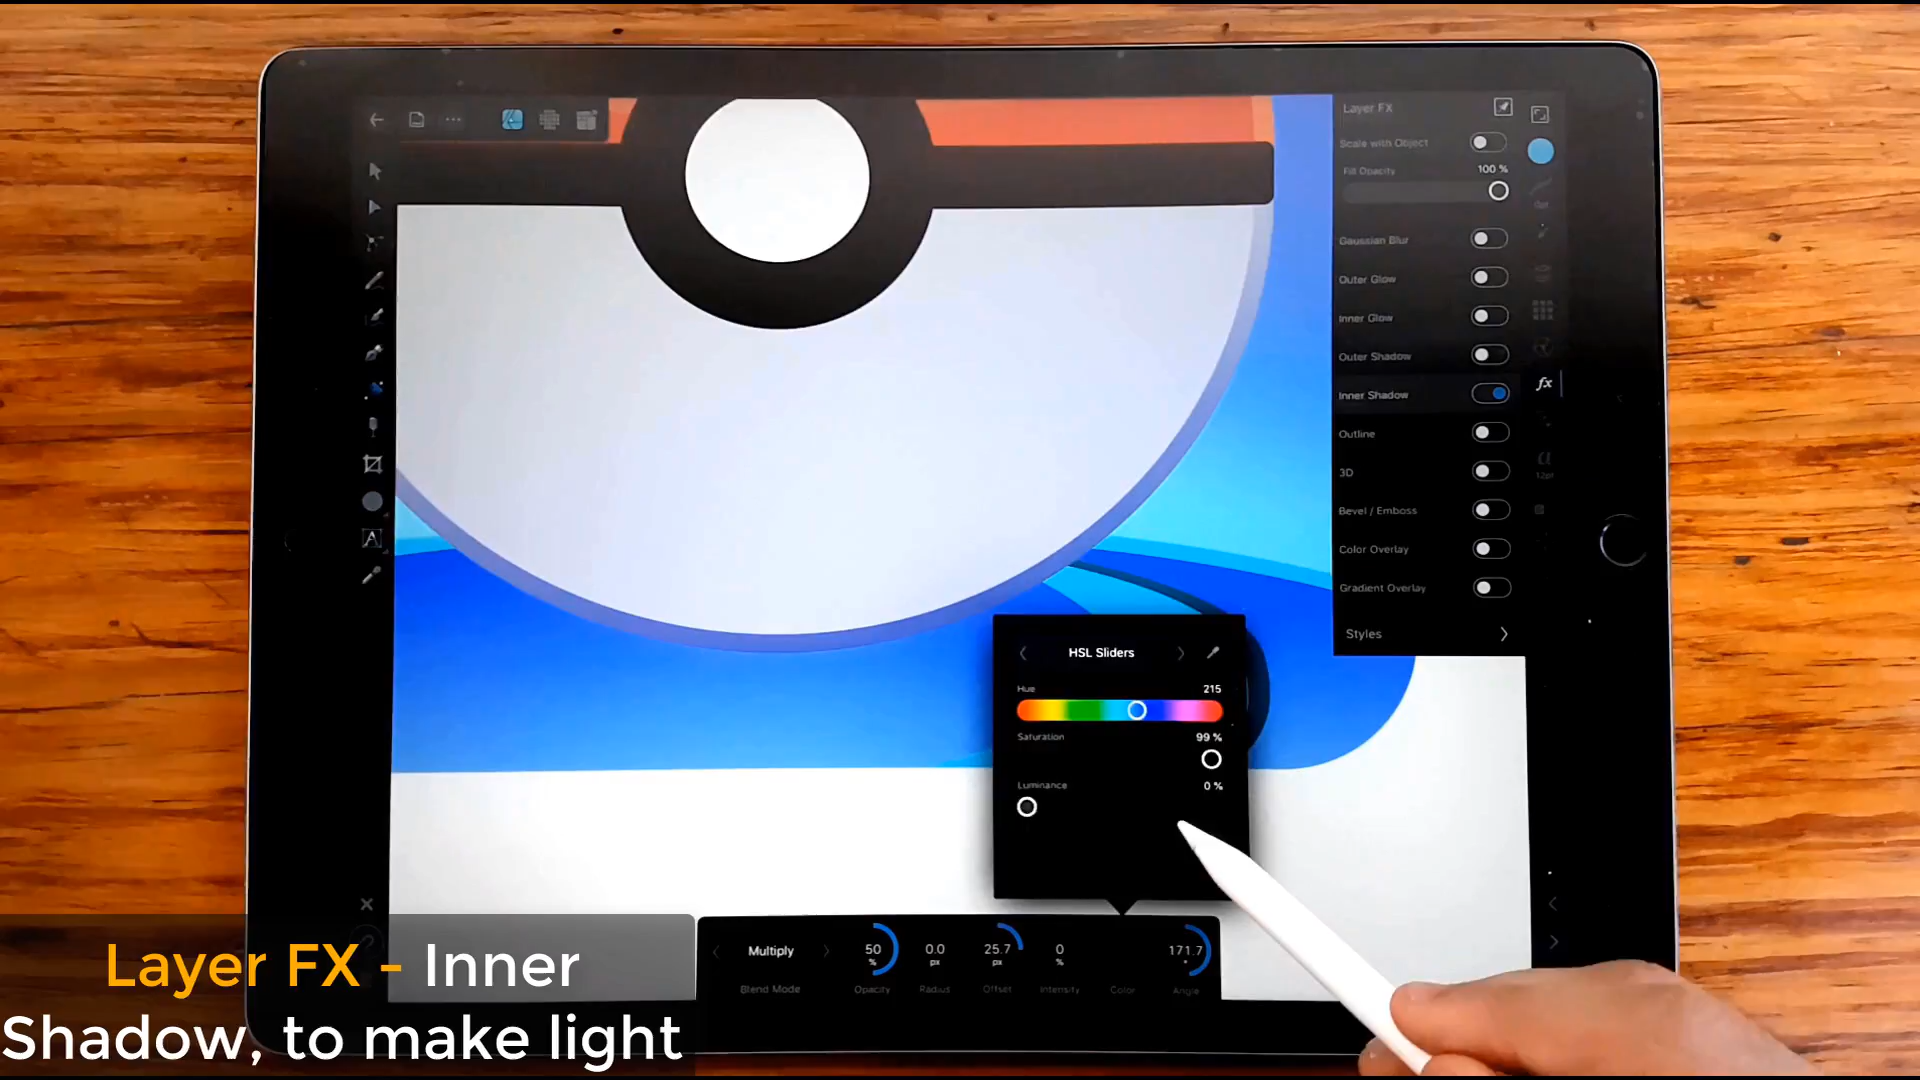 Layer FX
Scale with Object
Fill Opacity
100 %
0pt
Gaussian Blur
Outer Glow
Inner Glow
Outer Shadow
fx
Inner Shadow
Outline
12pt
3D
Bevel / Emboss
Color Overlay
Gradient Overlay
Styles
A
HSL Sliders
Hue 215
Saturation 99 %
Luminance 0 %
Multiply 50 % 0.0 px 25.7 px 0 % 171.7 °
Blend Mode Opacity Radius Offset Intensity Color Angle
Layer FX - Inner
Shadow, to make light